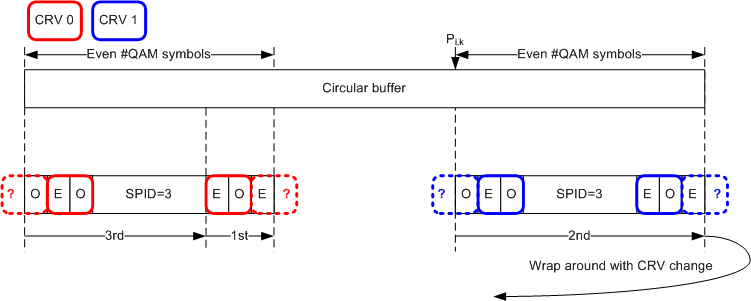 CRV 0 CRV 1
Even #QAM symbols P i,k Even #QAM symbols
Circular buffer
? O E O SPID=3 E O E ? ? O E O SPID=3 E O E ?
3rd 1st 2nd
Wrap around with CRV change